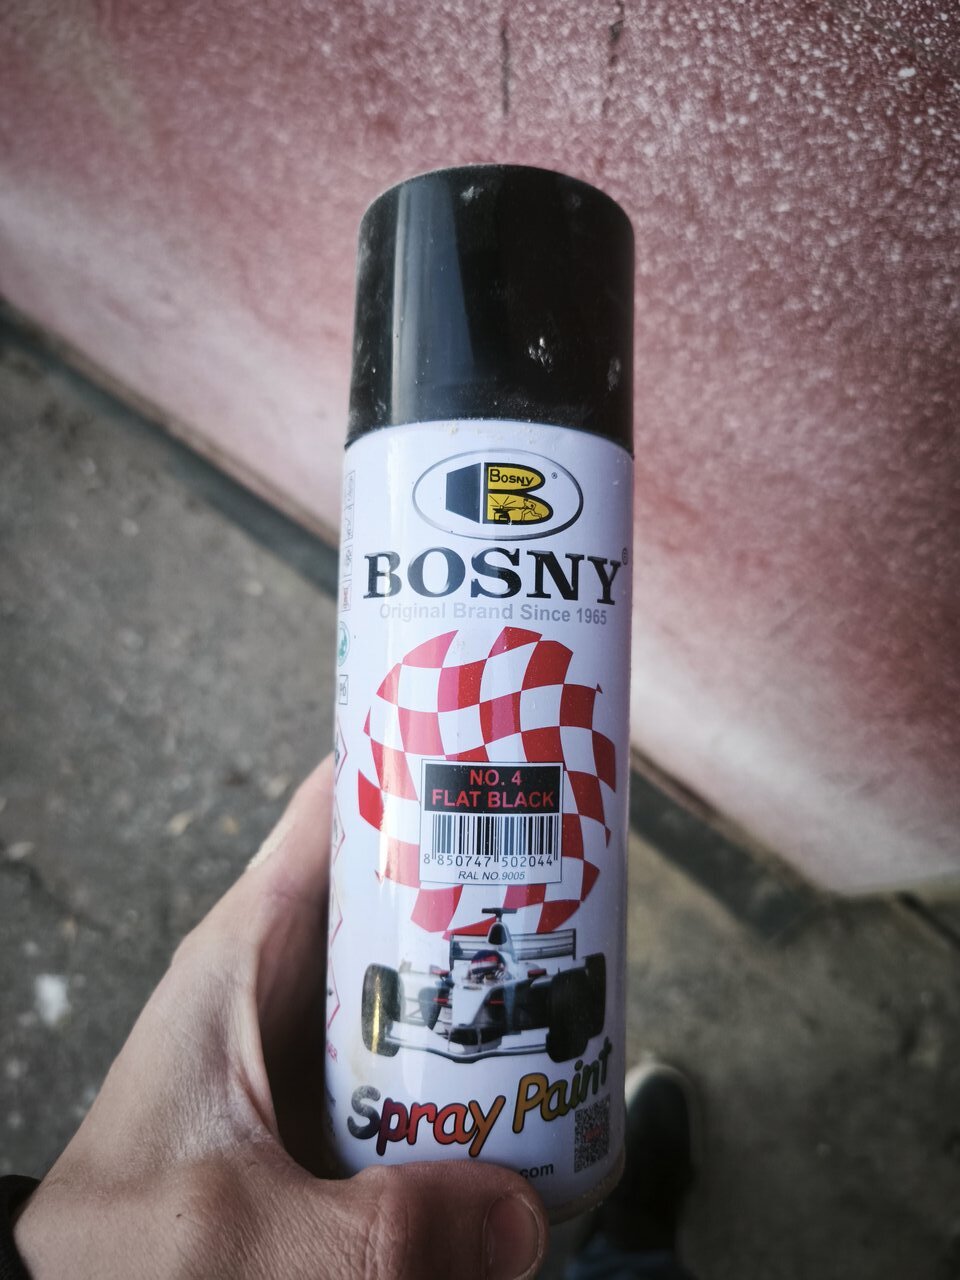 BOSNY
®
BOSNY®
Original Brand Since 1965
NO. 4
FLAT BLACK
8 850747 502044
RAL NO.9005
Spray Paint
.com